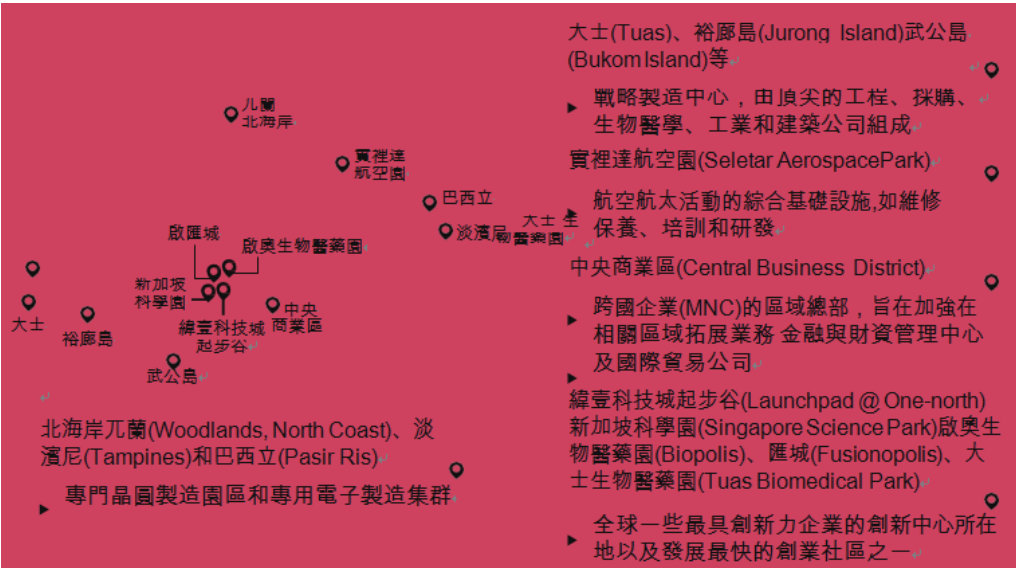 兀蘭
北海岸
實裡達
航空園
巴西立
淡濱尼
大士 生
物醫藥園
啟匯城
啟奧生物醫藥園
新加坡
科學園
中央
商業區
緯壹科技城
起步谷
大士
裕廊島
武公島
北海岸兀蘭(Woodlands, North Coast)、淡
濱尼(Tampines)和巴西立(Pasir Ris)
專門晶圓製造園區和專用電子製造集群
大士(Tuas)、裕廊島(Jurong Island)武公島
(Bukom Island)等
戰略製造中心，由頂尖的工程、採購、
生物醫學、工業和建築公司組成
實裡達航空園(Seletar AerospacePark)
航空航太活動的綜合基礎設施,如維修
保養、培訓和研發
中央商業區(Central Business District)
跨國企業(MNC)的區域總部，旨在加強在
相關區域拓展業務 金融與財資管理中心
及國際貿易公司
緯壹科技城起步谷(Launchpad @ One-north)
新加坡科學園(Singapore Science Park)啟奧生
物醫藥園(Biopolis)、匯城(Fusionopolis)、大
士生物醫藥園(Tuas Biomedical Park)
全球一些最具創新力企業的創新中心所在
地以及發展最快的創業社區之一